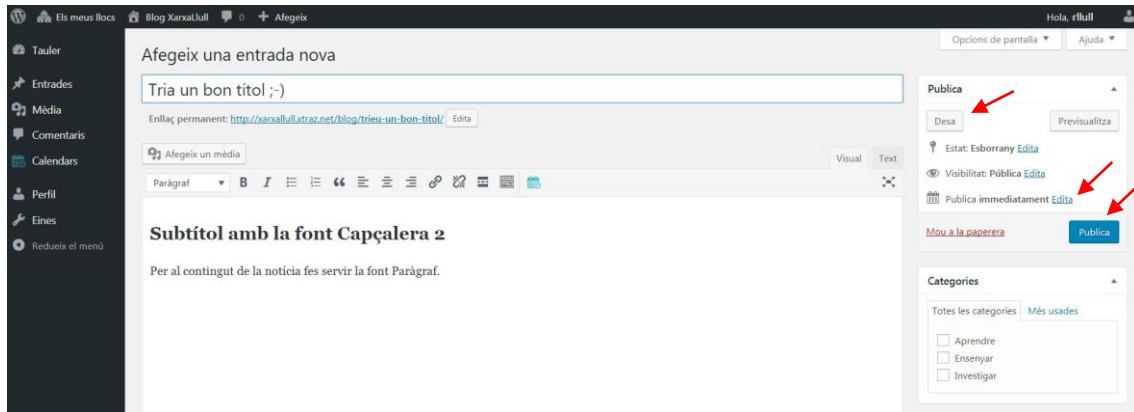 Els meus llocs Blog XarxaLlull 0 Afegeix Hola, rllull
Opcions de pantalla Ajuda
Tauler
Entrades
Mèdia
Comentaris
Calendars
Perfil
Eines
Redueix el menú
Afegeix una entrada nova
Tria un bon títol ;-)
Enllaç permanent: http://xarxallull.xtraz.net/blog/trieu-un-bon-titol/ Edita
Afegeix un mèdia
Visual Text
Paràgraf B I
Subtítol amb la font Capçalera 2
Per al contingut de la notícia fes servir la font Paràgraf.
Publica
Desa Previsualitza
Estat: Esborrany Edita
Visibilitat: Pública Edita
Publica immediatament Edita
Mou a la paperera Publica
Categories
Totes les categories Més usades
Aprendre
Ensenyar
Investigar